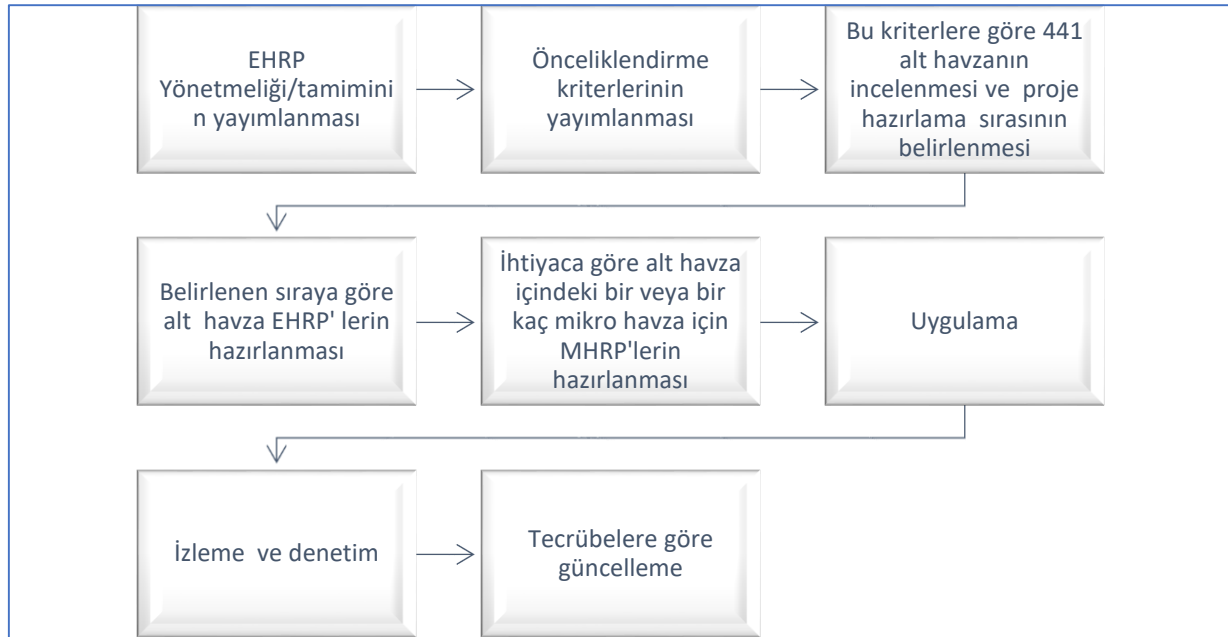 EHRP
Yönetmeliği/tamimini
n yayımlanması
Önceliklendirme
kriterlerinin
yayımlanması
Bu kriterlere göre 441
alt havzanın
incelenmesi ve proje
hazırlama sırasının
belirlenmesi
Belirlenen sıraya göre
alt havza EHRP' lerin
hazırlanması
İhtiyaca göre alt havza
içindeki bir veya bir
kaç mikro havza için
MHRP'lerin
hazırlanması
Uygulama
İzleme ve denetim
Tecrübelere göre
güncelleme